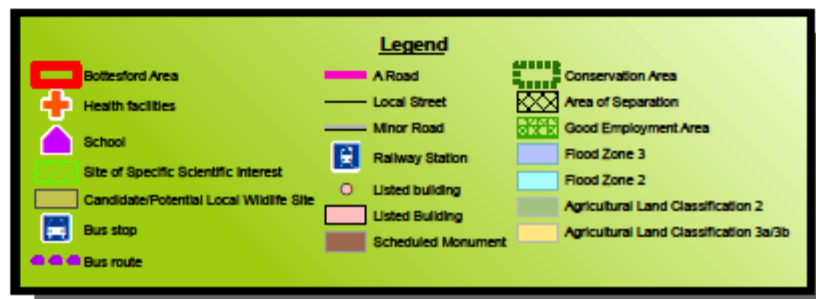 Legend
Bottesford Area
Health facilities
School
Site of Specific Scientific Interest
Candidate/Potential Local Wildlife Site
Bus stop
Bus route
A Road
Local Street
Minor Road
Railway Station
Listed building
Listed Building
Scheduled Monument
Conservation Area
Area of Separation
Good Employment Area
Flood Zone 3
Flood Zone 2
Agricultural Land Classification 2
Agricultural Land Classification 3a/3b